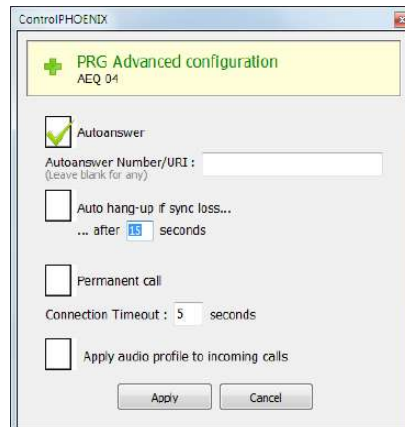 ControlPHOENIX
PRG Advanced configuration
AEQ 04
Autoanswer
Autoanswer Number/URI :
(Leave blank for any)
Auto hang-up if sync loss...
... after 15 seconds
Permanent call
Connection Timeout : 5 seconds
Apply audio profile to incoming calls
Apply Cancel